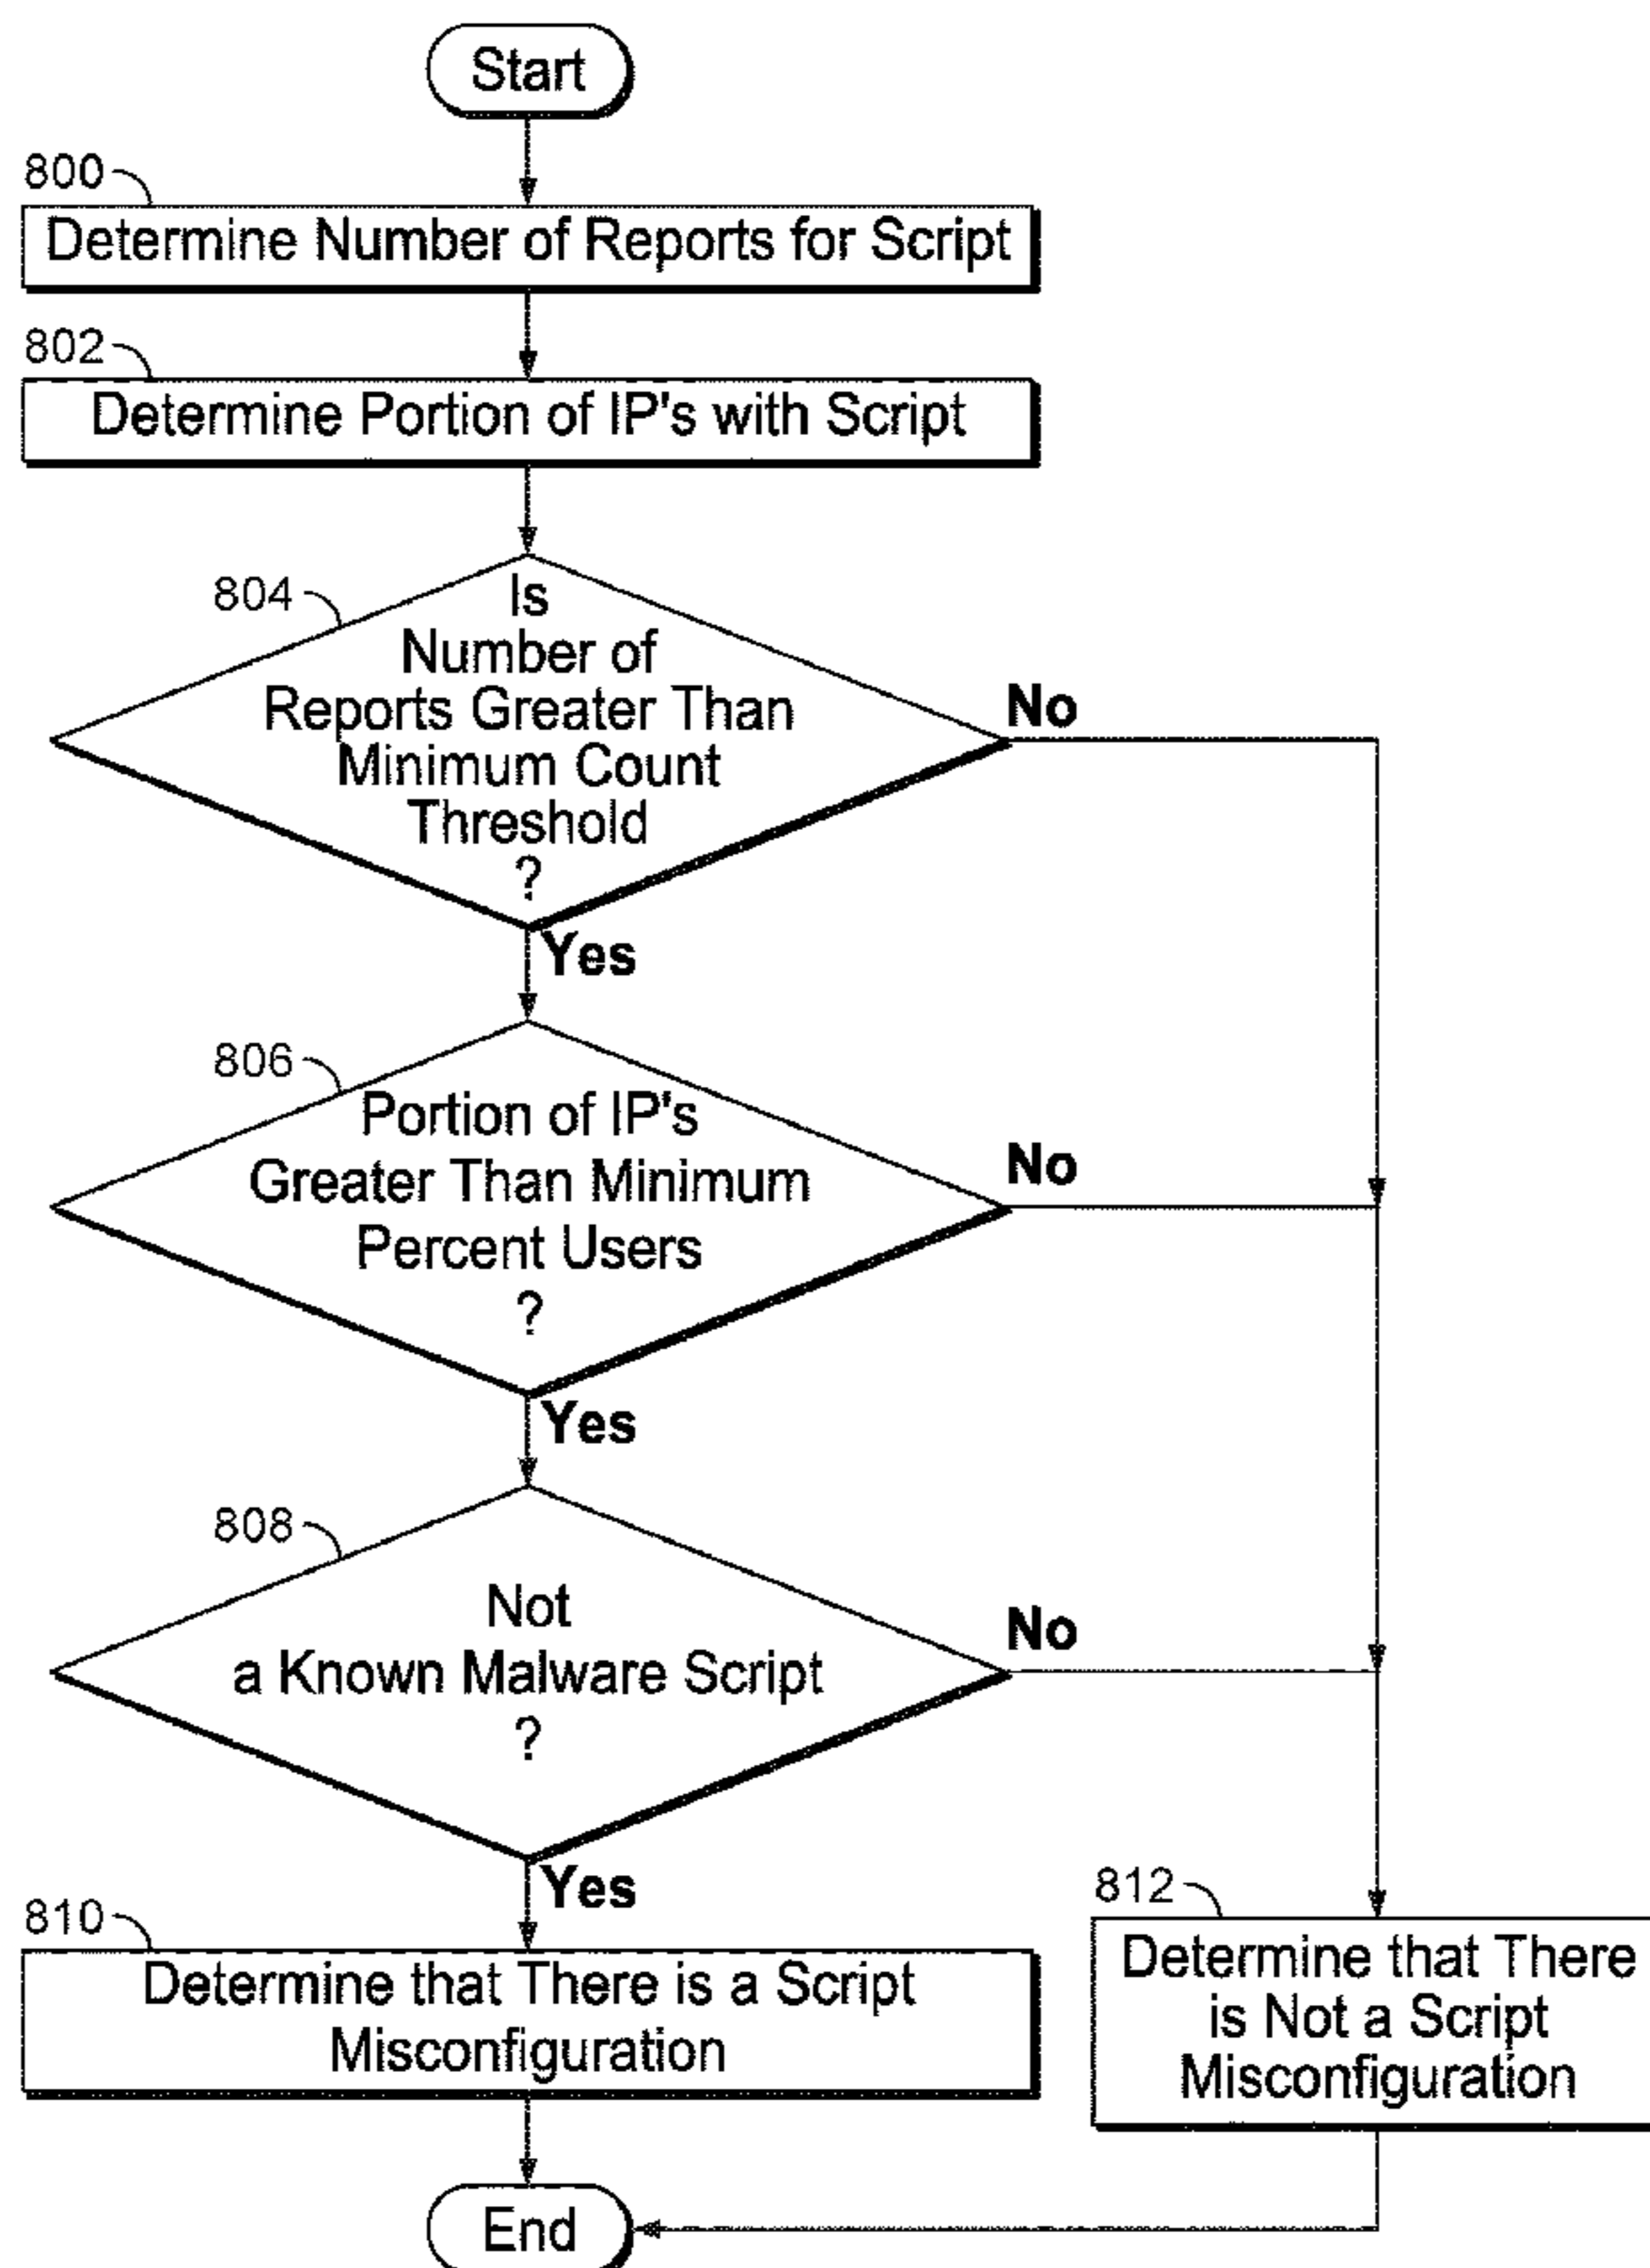 Start
800
Determine Number of Reports for Script
802
Determine Portion of IP's with Script
804
Is
Number of
Reports Greater Than
Minimum Count
Threshold
?
No
Yes
806
Portion of IP's
Greater Than Minimum
Percent Users
?
No
Yes
808
Not
a Known Malware Script
?
No
Yes
810
Determine that There is a Script
Misconfiguration
812
Determine that There
is Not a Script
Misconfiguration
End